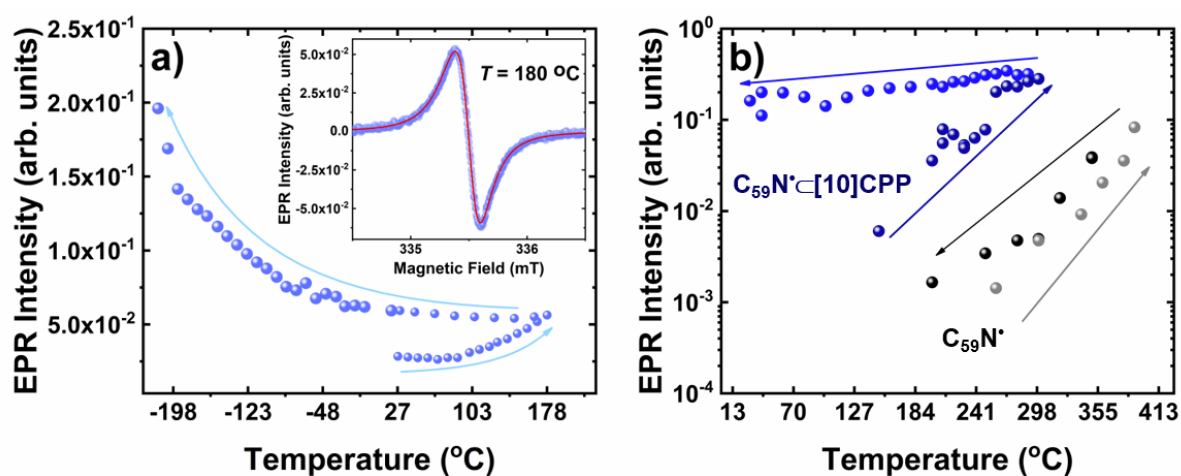 a)
EPR Intensity (arb. units)
2.5x10⁻¹
2.0x10⁻¹
1.5x10⁻¹
1.0x10⁻¹
5.0x10⁻²
-198 -123 -48 27 103 178
Temperature (°C)
EPR Intensity (arb. units)
5.0x10⁻²
2.5x10⁻²
0.0
-2.5x10⁻²
-5.0x10⁻²
T = 180 °C
335 336
Magnetic Field (mT)
b)
EPR Intensity (arb. units)
10⁰
10⁻¹
10⁻²
10⁻³
10⁻⁴
C₅₉N•⊂[10]CPP
C₅₉N•
13 70 127 184 241 298 355 413
Temperature (°C)